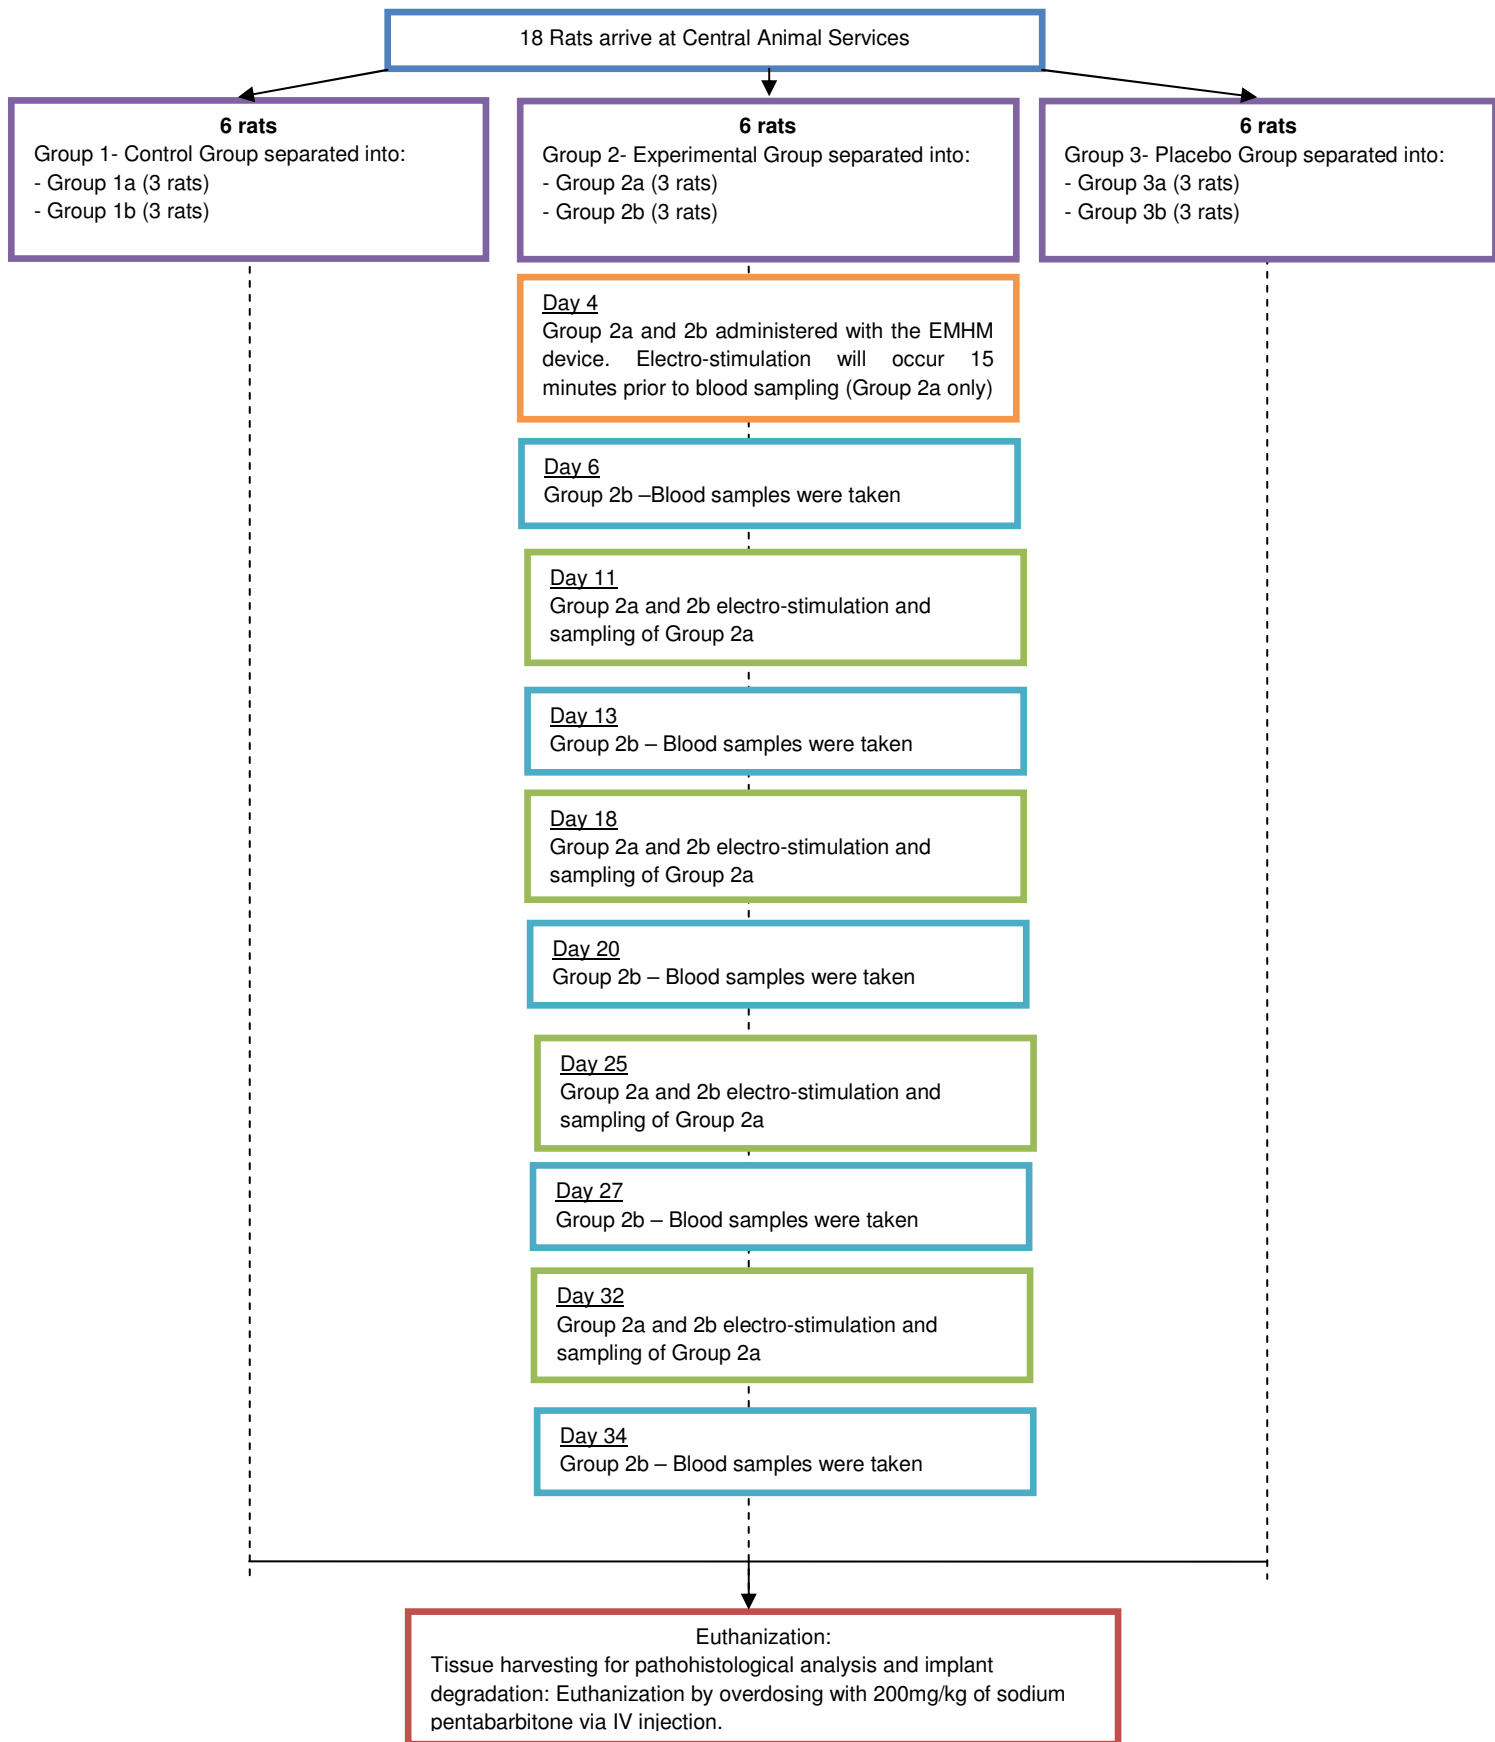 18 Rats arrive at Central Animal Services
6 rats
Group 1- Control Group separated into:
- Group 1a (3 rats)
- Group 1b (3 rats)
6 rats
Group 2- Experimental Group separated into:
- Group 2a (3 rats)
- Group 2b (3 rats)
6 rats
Group 3- Placebo Group separated into:
- Group 3a (3 rats)
- Group 3b (3 rats)
Day 4
Group 2a and 2b administered with the EMHM
device. Electro-stimulation will occur 15
minutes prior to blood sampling (Group 2a only)
Day 6
Group 2b –Blood samples were taken
Day 11
Group 2a and 2b electro-stimulation and
sampling of Group 2a
Day 13
Group 2b – Blood samples were taken
Day 18
Group 2a and 2b electro-stimulation and
sampling of Group 2a
Day 20
Group 2b – Blood samples were taken
Day 25
Group 2a and 2b electro-stimulation and
sampling of Group 2a
Day 27
Group 2b – Blood samples were taken
Day 32
Group 2a and 2b electro-stimulation and
sampling of Group 2a
Day 34
Group 2b – Blood samples were taken
Euthanization:
Tissue harvesting for pathohistological analysis and implant
degradation: Euthanization by overdosing with 200mg/kg of sodium
pentabarbitone via IV injection.